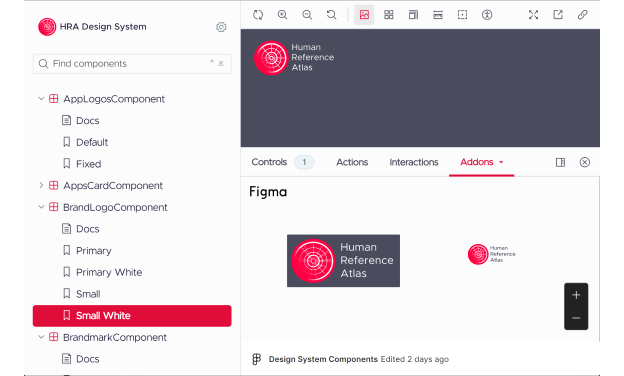 HRA Design System
Find components
^ K
AppLogosComponent
Docs
Default
Fixed
AppsCardComponent
BrandLogoComponent
Docs
Primary
Primary White
Small
Small White
BrandmarkComponent
Docs
Human
Reference
Atlas
Controls 1 Actions Interactions Addons
Figma
Human
Reference
Atlas
Human
Reference
Atlas
Design System Components Edited 2 days ago